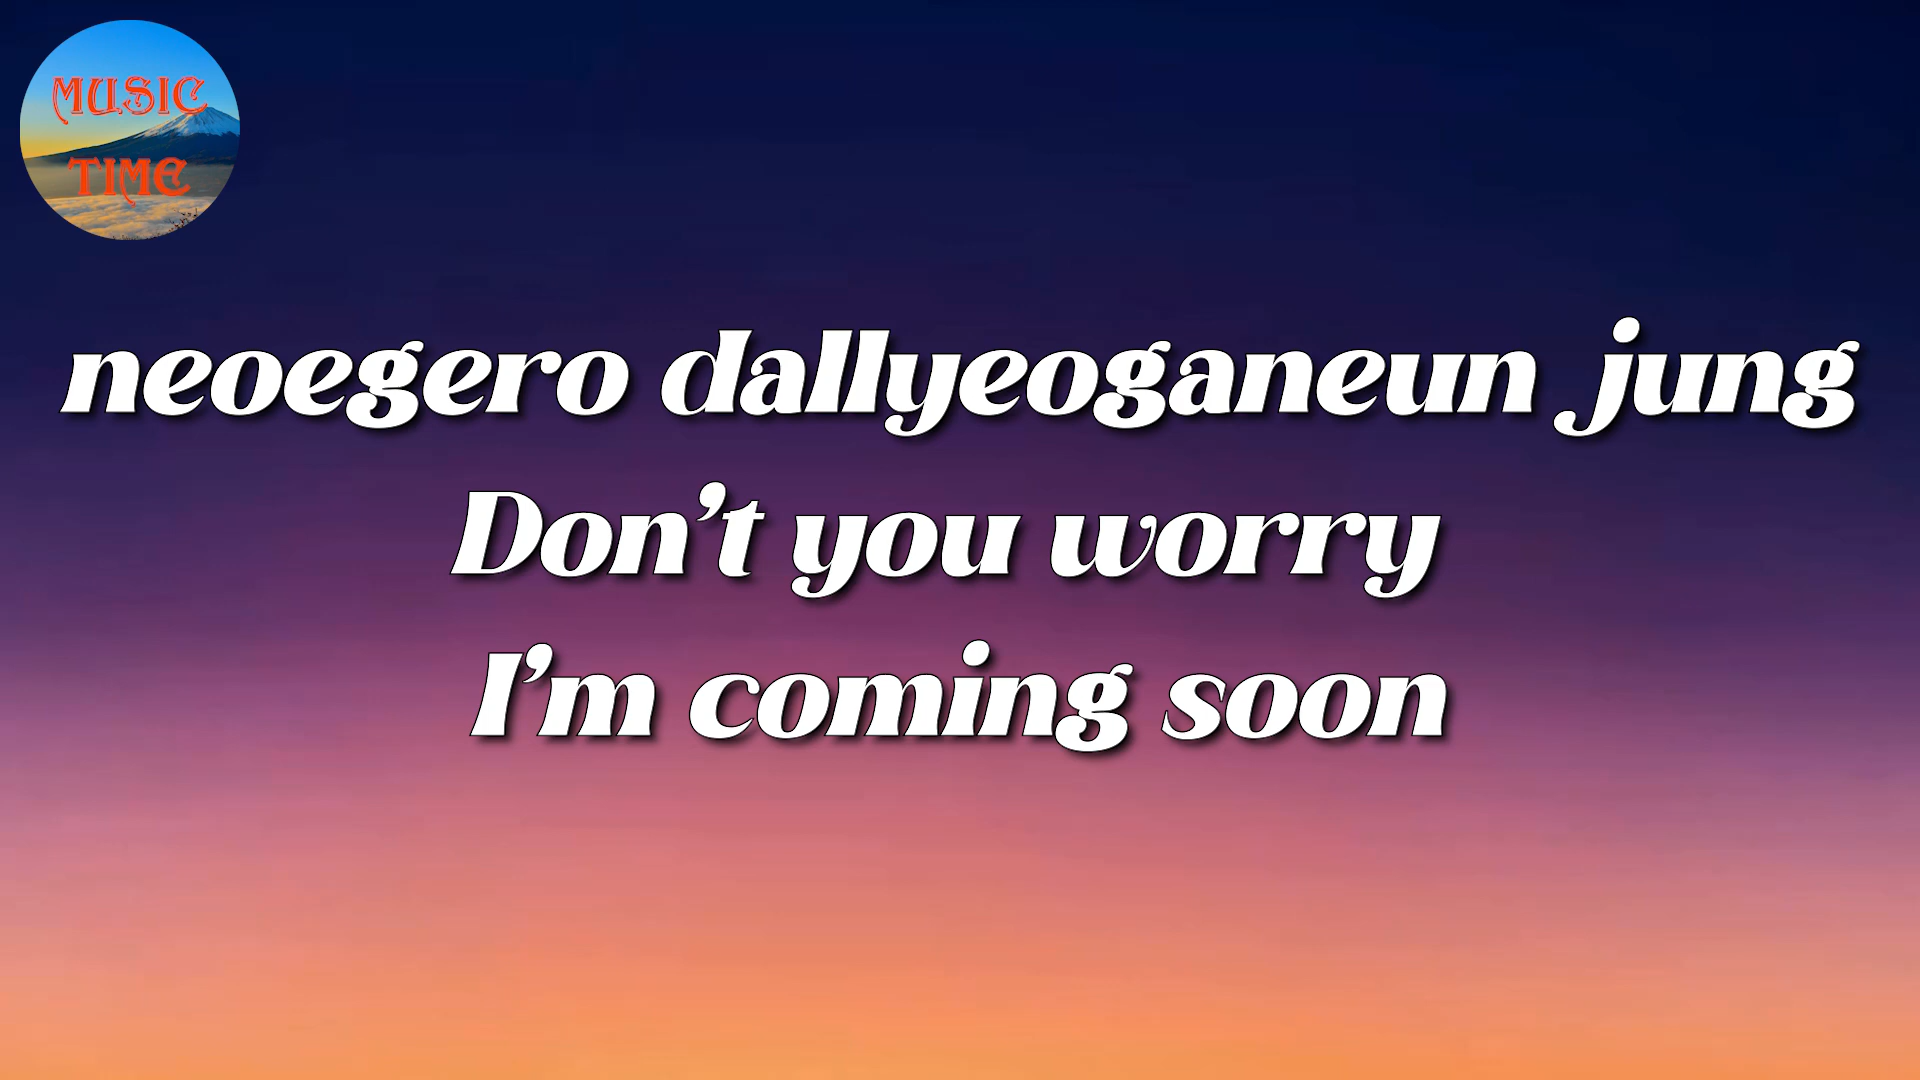 MUSIC
TIME
neoegero dallyeoganeun jung
Don't you worry
I'm coming soon